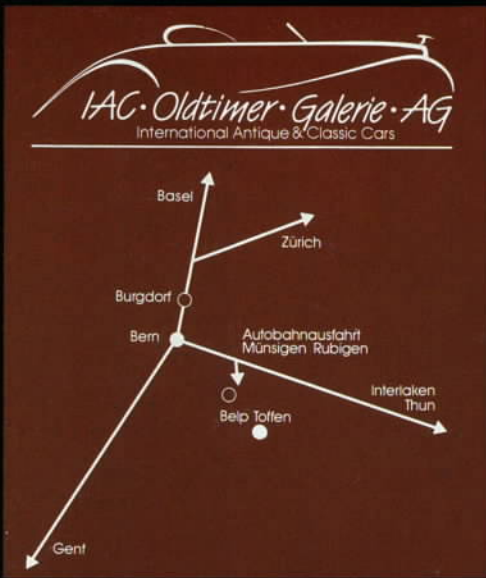 IAC · Oldtimer · Galerie · AG
International Antique & Classic Cars
Basel
Zürich
Burgdorf
Bern
Autobahnausfahrt
Münsigen Rubigen
Interlaken
Thun
Belp Toffen
Genf